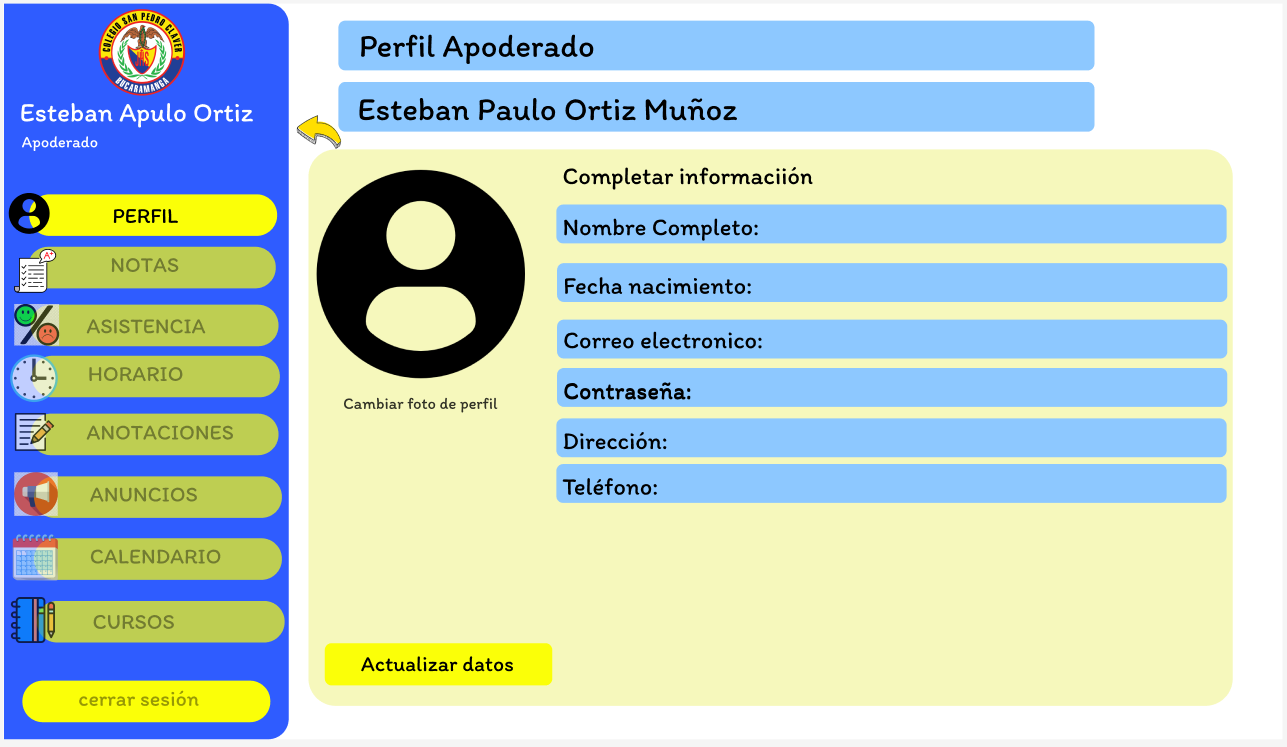 COLEGIO SAN PEDRO CLAVER
BUCARAMANGA
Esteban Apulo Ortiz
Apoderado
PERFIL
A+
NOTAS
ASISTENCIA
HORARIO
ANOTACIONES
ANUNCIOS
CALENDARIO
CURSOS
cerrar sesión
Perfil Apoderado
Esteban Paulo Ortiz Muñoz
Completar informaciión
Nombre Completo:
Fecha nacimiento:
Correo electronico:
Contraseña:
Dirección:
Teléfono:
Cambiar foto de perfil
Actualizar datos